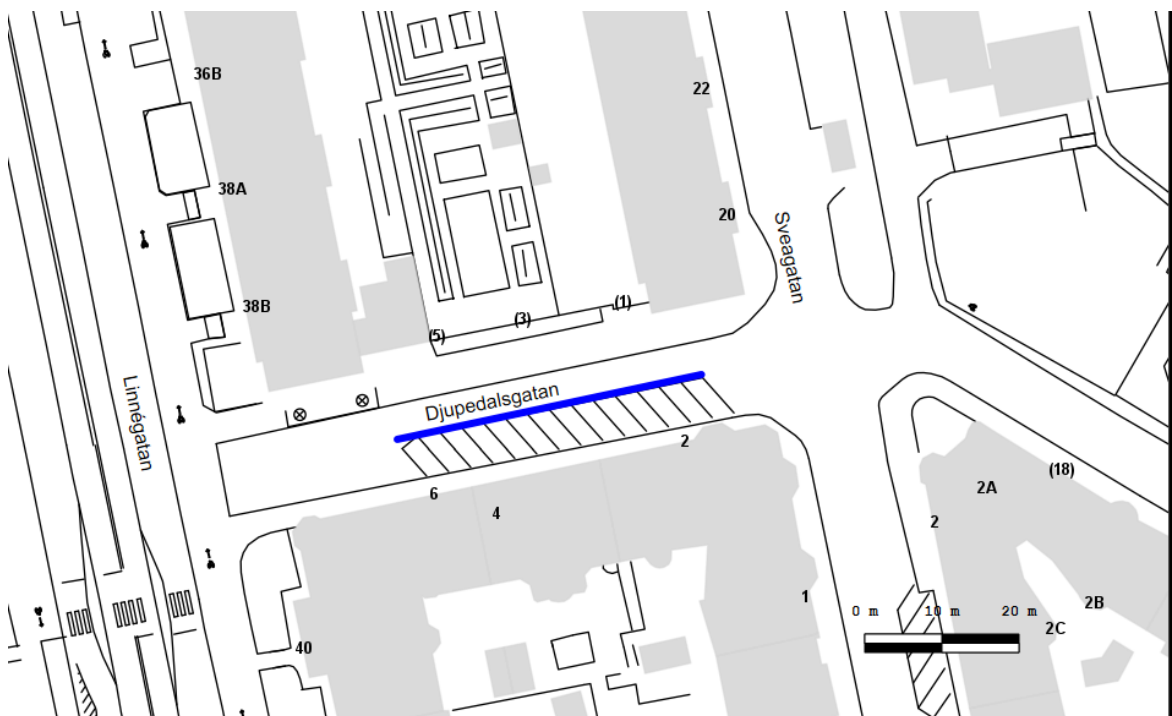 36B
22
38A
20
Sveagatan
38B
(1)
(3)
(5)
Linnégatan
Djupedalsgatan
2
6
4
2A
(18)
2
1
0 m
10 m
20 m
2B
2C
40